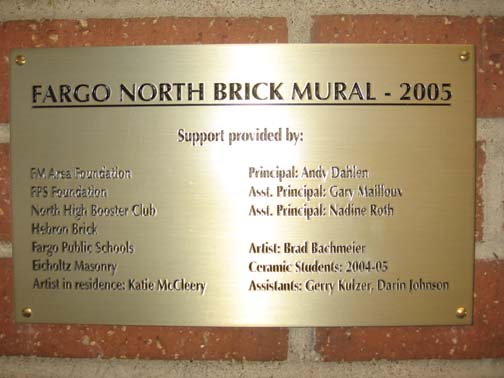 FARGO NORTH BRICK MURAL - 2005
Support provided by:
FM Area Foundation
FPS Foundation
North High Booster Club
Hebron Brick
Fargo Public Schools
Eicholtz Masonry
Artist in residence: Katie McCleery
Principal: Andy Dahlen
Asst. Principal: Gary Mailloux
Asst. Principal: Nadine Roth
Artist: Brad Bachmeier
Ceramic Students: 2004-05
Assistants: Gerry Kulzer, Darin Johnson